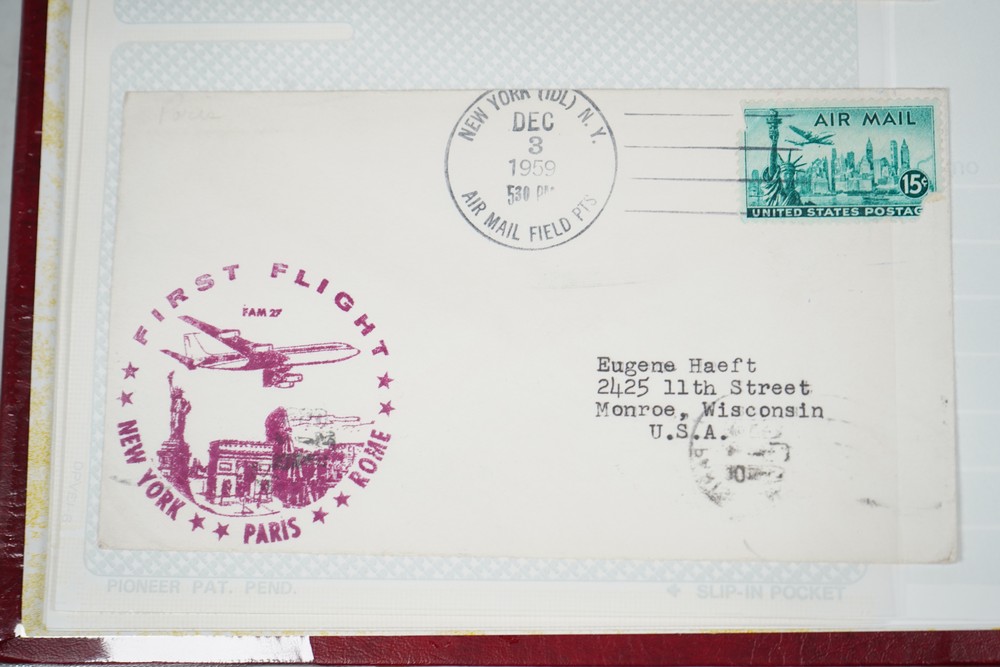 NEW YORK (IDL) N. Y.
DEC
3
1959
530 PM
AIR MAIL FIELD PTS
AIR MAIL
15¢
UNITED STATES POSTAG
FIRST FLIGHT
FAM 27
NEW YORK
PARIS
ROME
Eugene Haeft
2425 11th Street
Monroe, Wisconsin
U.S.A.
PIONEER PAT. PEND.
SLIP-IN POCKET